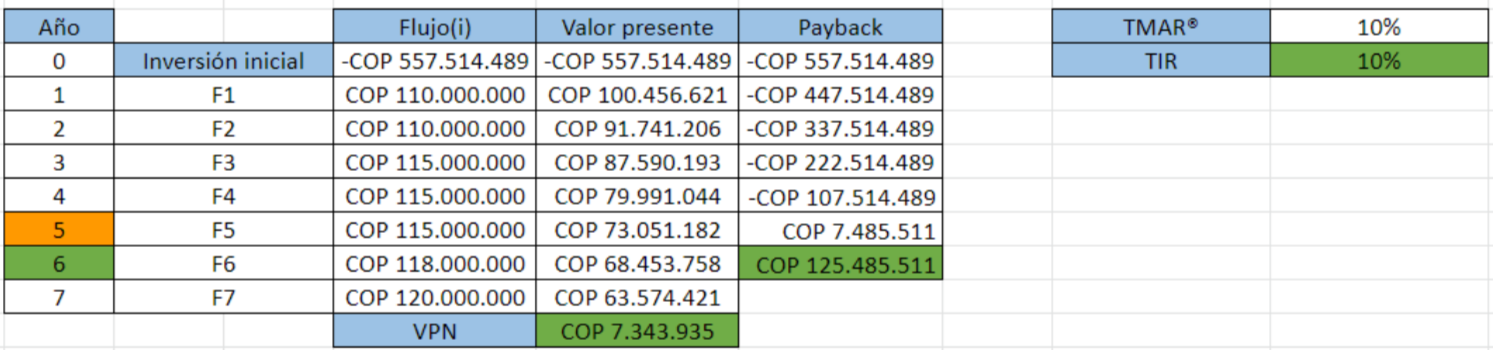 Año Flujo(i) Valor presente Payback TMAR® 10%
0 Inversión inicial -COP 557.514.489 -COP 557.514.489 -COP 557.514.489 TIR 10%
1 F1 COP 110.000.000 COP 100.456.621 -COP 447.514.489
2 F2 COP 110.000.000 COP 91.741.206 -COP 337.514.489
3 F3 COP 115.000.000 COP 87.590.193 -COP 222.514.489
4 F4 COP 115.000.000 COP 79.991.044 -COP 107.514.489
5 F5 COP 115.000.000 COP 73.051.182 COP 7.485.511
6 F6 COP 118.000.000 COP 68.453.758 COP 125.485.511
7 F7 COP 120.000.000 COP 63.574.421
VPN COP 7.343.935